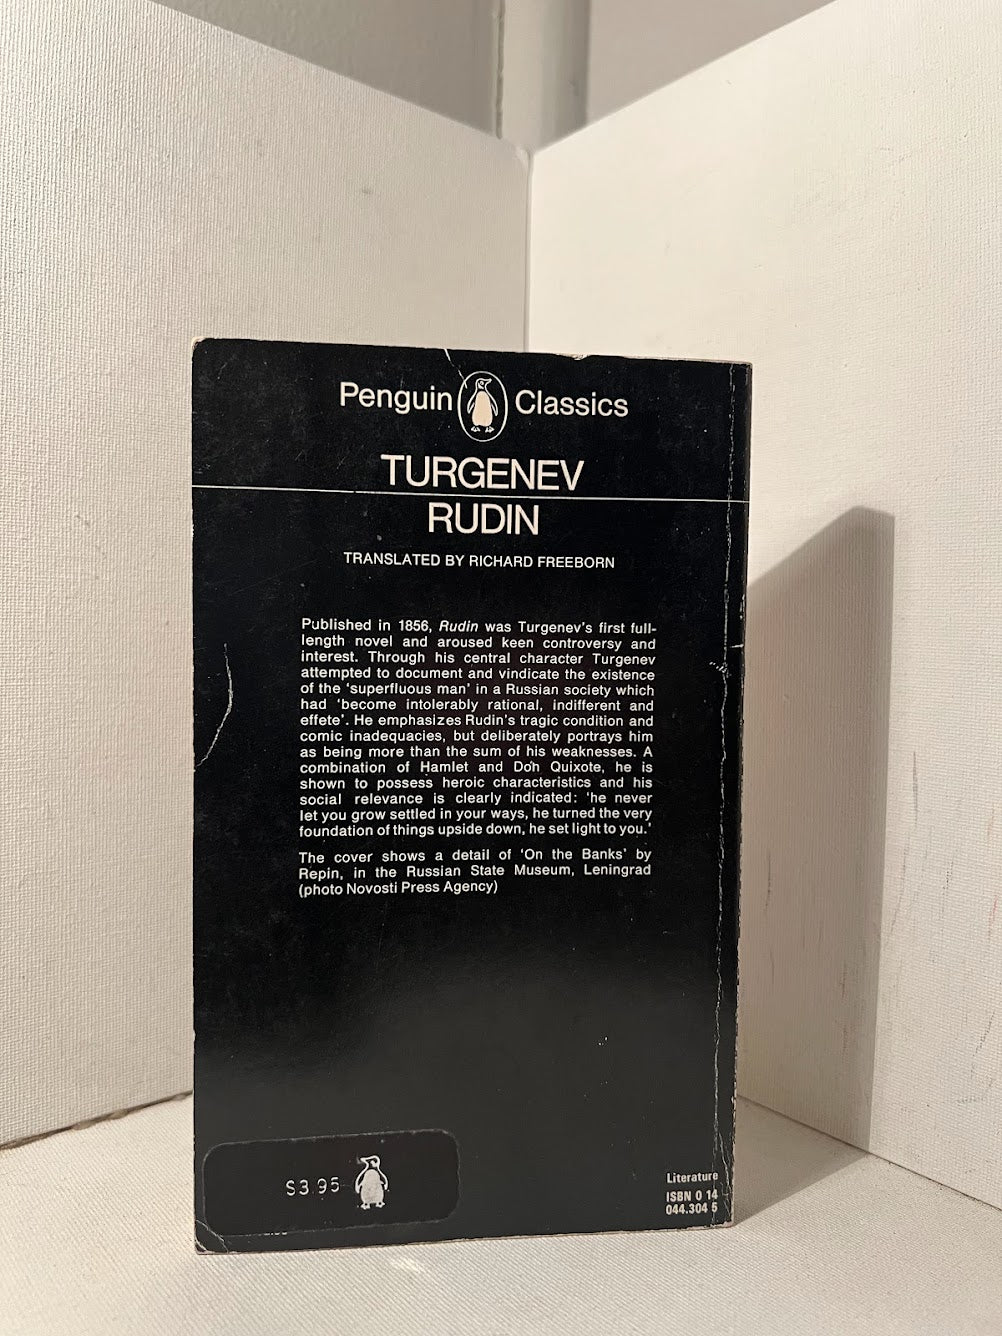 Penguin Classics
TURGENEV
RUDIN
TRANSLATED BY RICHARD FREEBORN
Published in 1856, Rudin was Turgenev's first full-
length novel and aroused keen controversy and
interest. Through his central character Turgenev
attempted to document and vindicate the existence
of the 'superfluous man' in a Russian society which
had 'become intolerably rational, indifferent and
effete'. He emphasizes Rudin's tragic condition and
comic inadequacies, but deliberately portrays him
as being more than the sum of his weaknesses. A
combination of Hamlet and Don Quixote, he is
shown to possess heroic characteristics and his
social relevance is clearly indicated: 'he never
let you grow settled in your ways, he turned the very
foundation of things upside down, he set light to you.'
The cover shows a detail of 'On the Banks' by
Repin, in the Russian State Museum, Leningrad
(photo Novosti Press Agency)
$3.95
Literature
ISBN 0 14
044.304 5